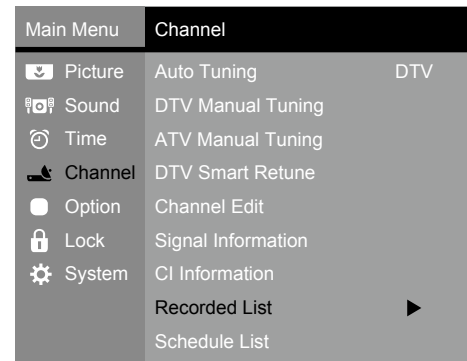 Main Menu
Channel
Picture
Sound
Time
Channel
Option
Lock
System
Auto Tuning DTV
DTV Manual Tuning
ATV Manual Tuning
DTV Smart Retune
Channel Edit
Signal Information
CI Information
Recorded List
Schedule List